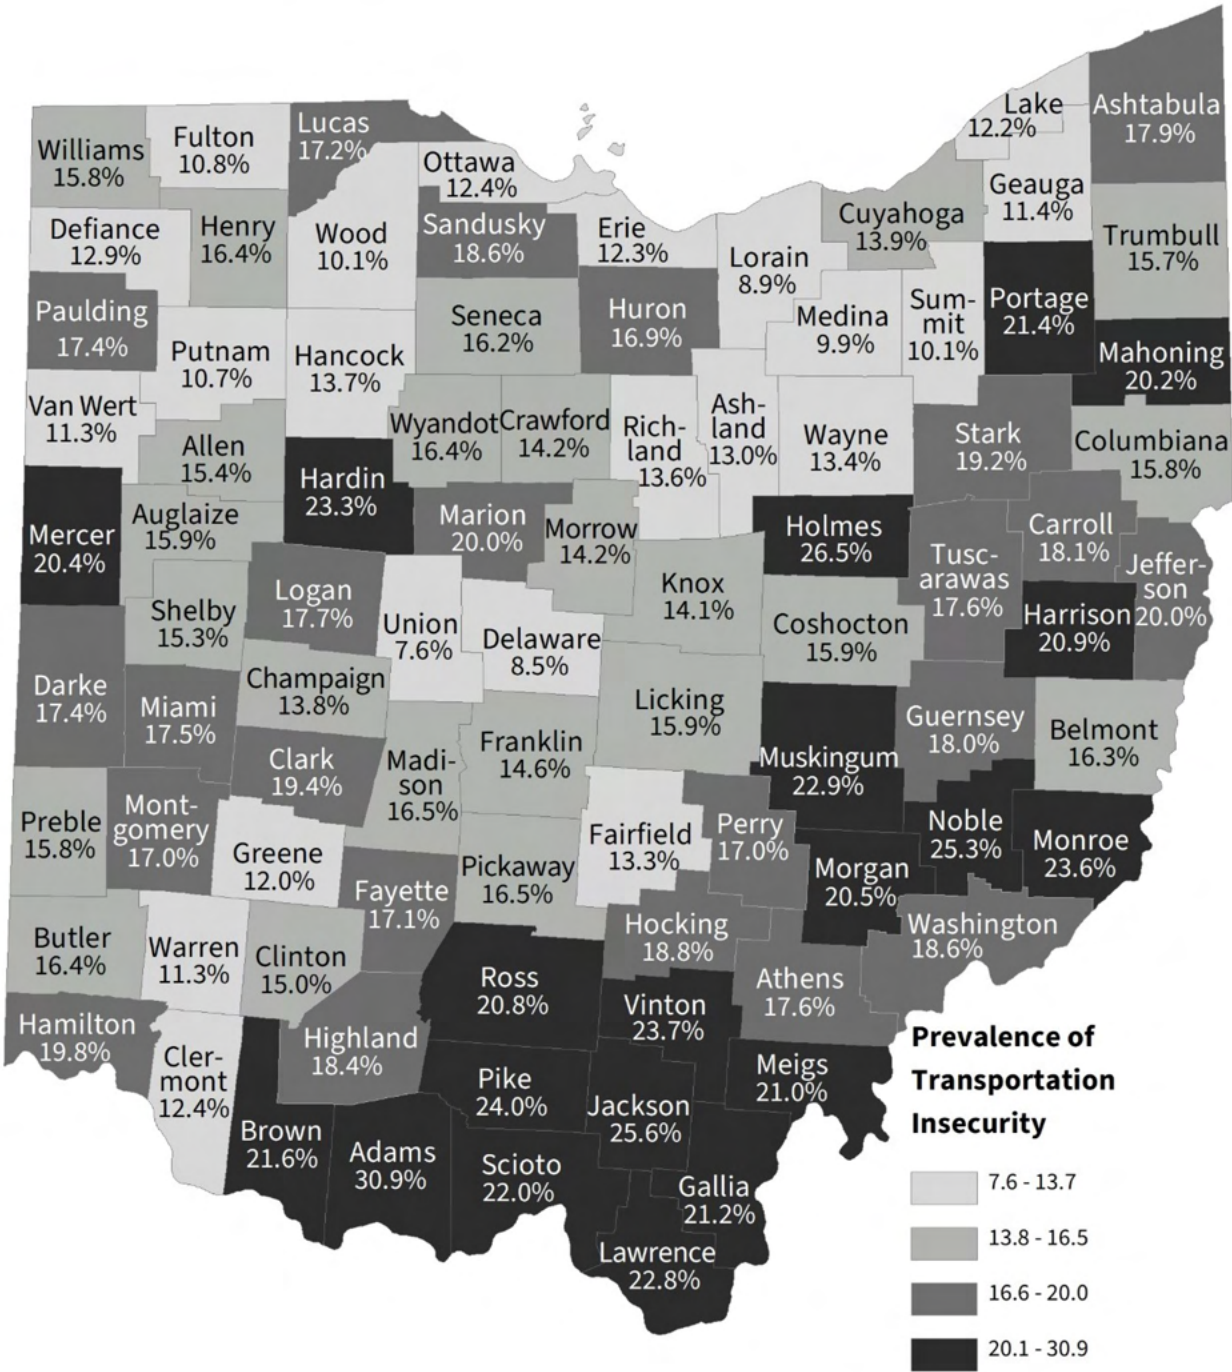 Lake
12.2%
Ashtabula
17.9%
Williams
15.8%
Fulton
10.8%
Lucas
17.2%
Ottawa
12.4%
Geauga
11.4%
Defiance
12.9%
Henry
16.4%
Wood
10.1%
Sandusky
18.6%
Erie
12.3%
Lorain
8.9%
Cuyahoga
13.9%
Trumbull
15.7%
Paulding
17.4%
Putnam
10.7%
Hancock
13.7%
Seneca
16.2%
Huron
16.9%
Medina
9.9%
Sum-
mit
10.1%
Portage
21.4%
Mahoning
20.2%
Van Wert
11.3%
Allen
15.4%
Hardin
23.3%
Wyandot
16.4%
Crawford
14.2%
Rich-
land
13.6%
Ash-
land
13.0%
Wayne
13.4%
Stark
19.2%
Columbiana
15.8%
Mercer
20.4%
Auglaize
15.9%
Marion
20.0%
Morrow
14.2%
Holmes
26.5%
Tusc-
arawas
17.6%
Carroll
18.1%
Jeffer-
son
20.0%
Shelby
15.3%
Logan
17.7%
Union
7.6%
Delaware
8.5%
Knox
14.1%
Coshocton
15.9%
Harrison
20.9%
Darke
17.4%
Miami
17.5%
Champaign
13.8%
Clark
19.4%
Madi-
son
16.5%
Franklin
14.6%
Licking
15.9%
Muskingum
22.9%
Guernsey
18.0%
Belmont
16.3%
Preble
15.8%
Mont-
gomery
17.0%
Greene
12.0%
Fayette
17.1%
Pickaway
16.5%
Fairfield
13.3%
Perry
17.0%
Morgan
20.5%
Noble
25.3%
Monroe
23.6%
Butler
16.4%
Warren
11.3%
Clinton
15.0%
Ross
20.8%
Hocking
18.8%
Athens
17.6%
Washington
18.6%
Hamilton
19.8%
Cler-
mont
12.4%
Highland
18.4%
Vinton
23.7%
Pike
24.0%
Jackson
25.6%
Meigs
21.0%
Brown
21.6%
Adams
30.9%
Scioto
22.0%
Gallia
21.2%
Lawrence
22.8%
Prevalence of
Transportation
Insecurity
7.6 - 13.7
13.8 - 16.5
16.6 - 20.0
20.1 - 30.9